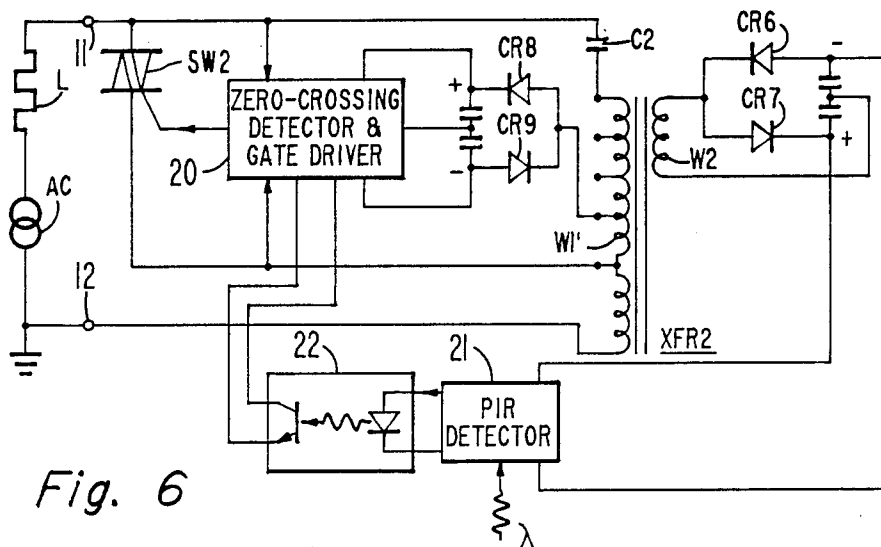 11
SW2
L
AC
12
ZERO-CROSSING
DETECTOR &
GATE DRIVER
20
+
-
CR8
CR9
C2
W1'
W2
XFR2
CR6
CR7
-
+
22
21
PIR
DETECTOR
λ
Fig. 6